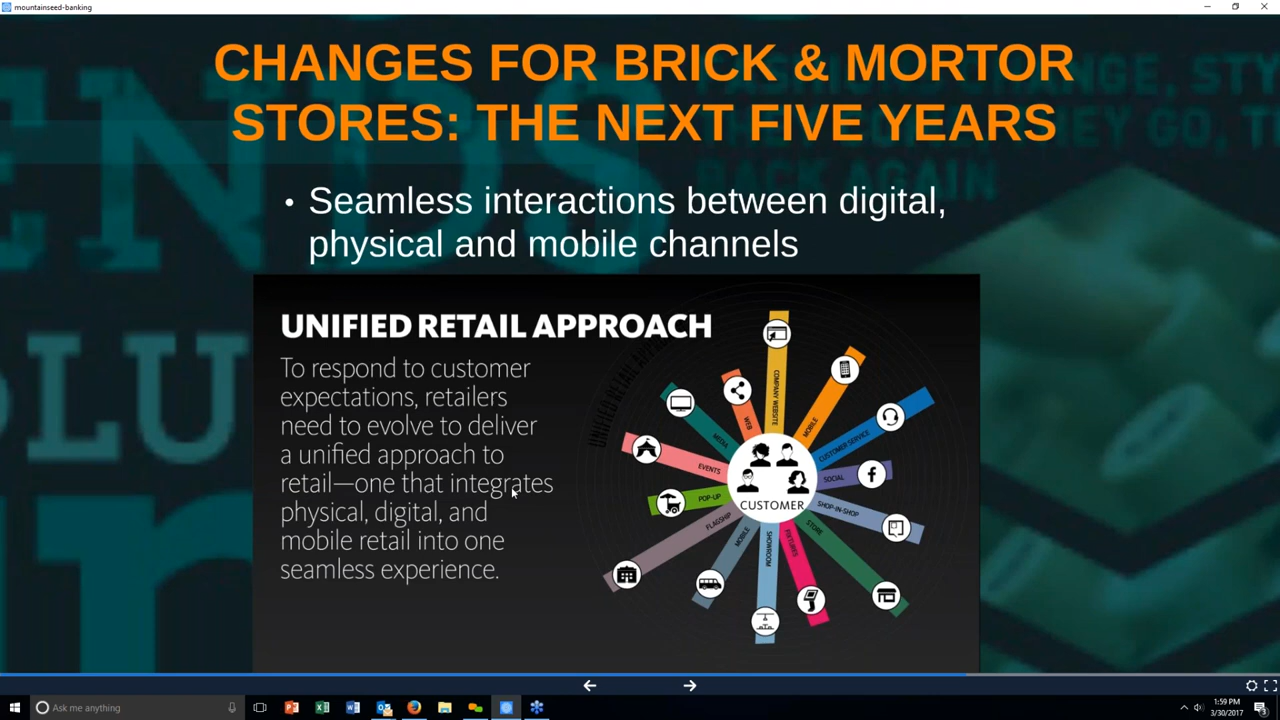 mountainseed-banking
CHANGES FOR BRICK & MORTOR
STORES: THE NEXT FIVE YEARS
• Seamless interactions between digital,
physical and mobile channels
UNIFIED RETAIL APPROACH
To respond to customer
expectations, retailers
need to evolve to deliver
a unified approach to
retail—one that integrates
physical, digital, and
mobile retail into one
seamless experience.
COMPANY WEBSITE
MOBILE
CUSTOMER SERVICE
SOCIAL
SHOP-IN-SHOP
STORE
FIXTURES
SHOWROOM
MOBILE
FLAGSHIP
POP-UP
EVENTS
MEDIA
WEB
CUSTOMER
BACK AGAIN
Ask me anything
1:59 PM
3/30/2017
3